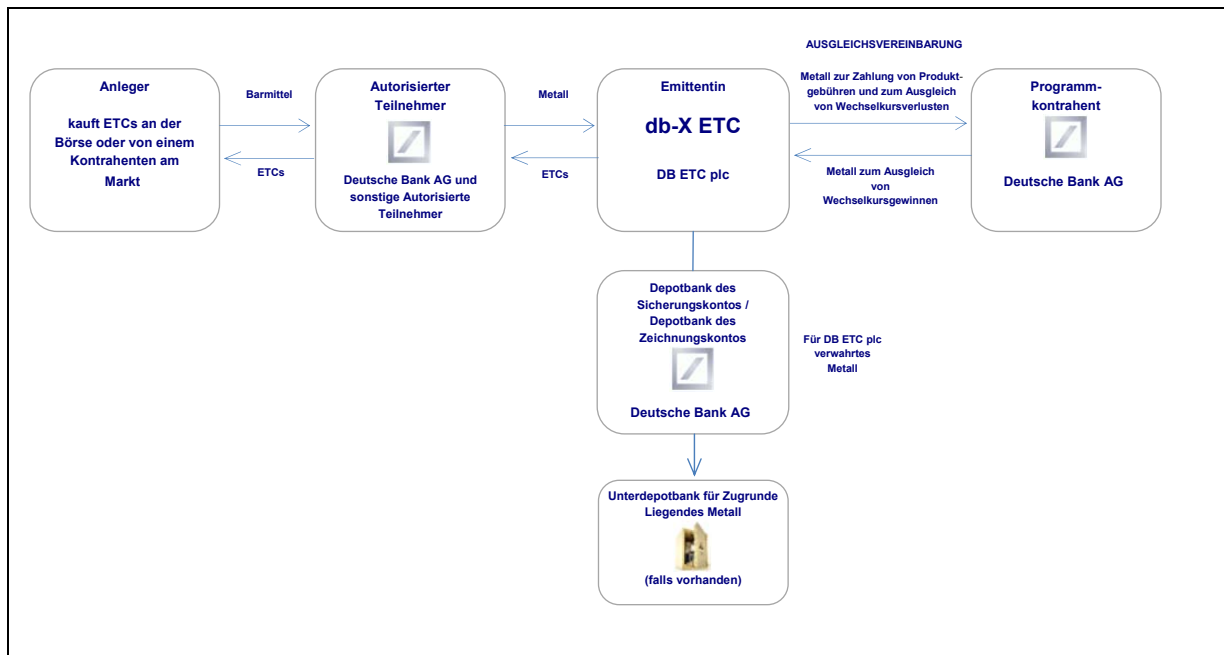 Anleger
kauft ETCs an der
Börse oder von einem
Kontrahenten am
Markt
Barmittel
ETCs
Autorisierter
Teilnehmer
Deutsche Bank AG und
sonstige Autorisierte
Teilnehmer
Metall
ETCs
Emittentin
db-X ETC
DB ETC plc
AUSGLEICHSVEREINBARUNG
Metall zur Zahlung von Produkt-
gebühren und zum Ausgleich
von Wechselkursverlusten
Metall zum Ausgleich
von
Wechselkursgewinnen
Programm-
kontrahent
Deutsche Bank AG
Depotbank des
Sicherungskontos /
Depotbank des
Zeichnungskontos
Deutsche Bank AG
Für DB ETC plc
verwahrtes
Metall
Unterdepotbank für Zugrunde
Liegendes Metall
(falls vorhanden)